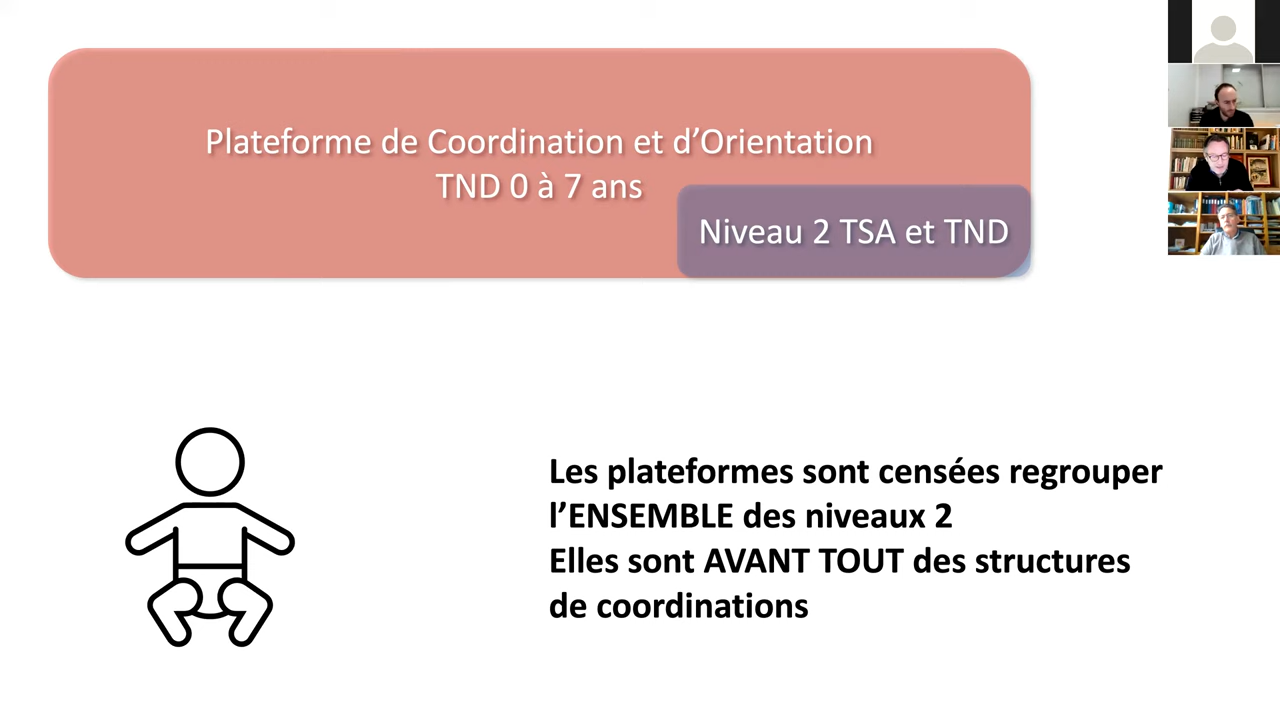 Plateforme de Coordination et d’Orientation
TND 0 à 7 ans
Niveau 2 TSA et TND
Les plateformes sont censées regrouper
l’ENSEMBLE des niveaux 2
Elles sont AVANT TOUT des structures
de coordinations